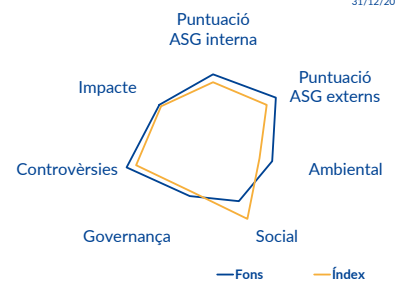 31/12/20
Puntuació
ASG interna
Puntuació
ASG externs
Impacte
Controvèrsies
Ambiental
Governança
Social
Fons
Índex